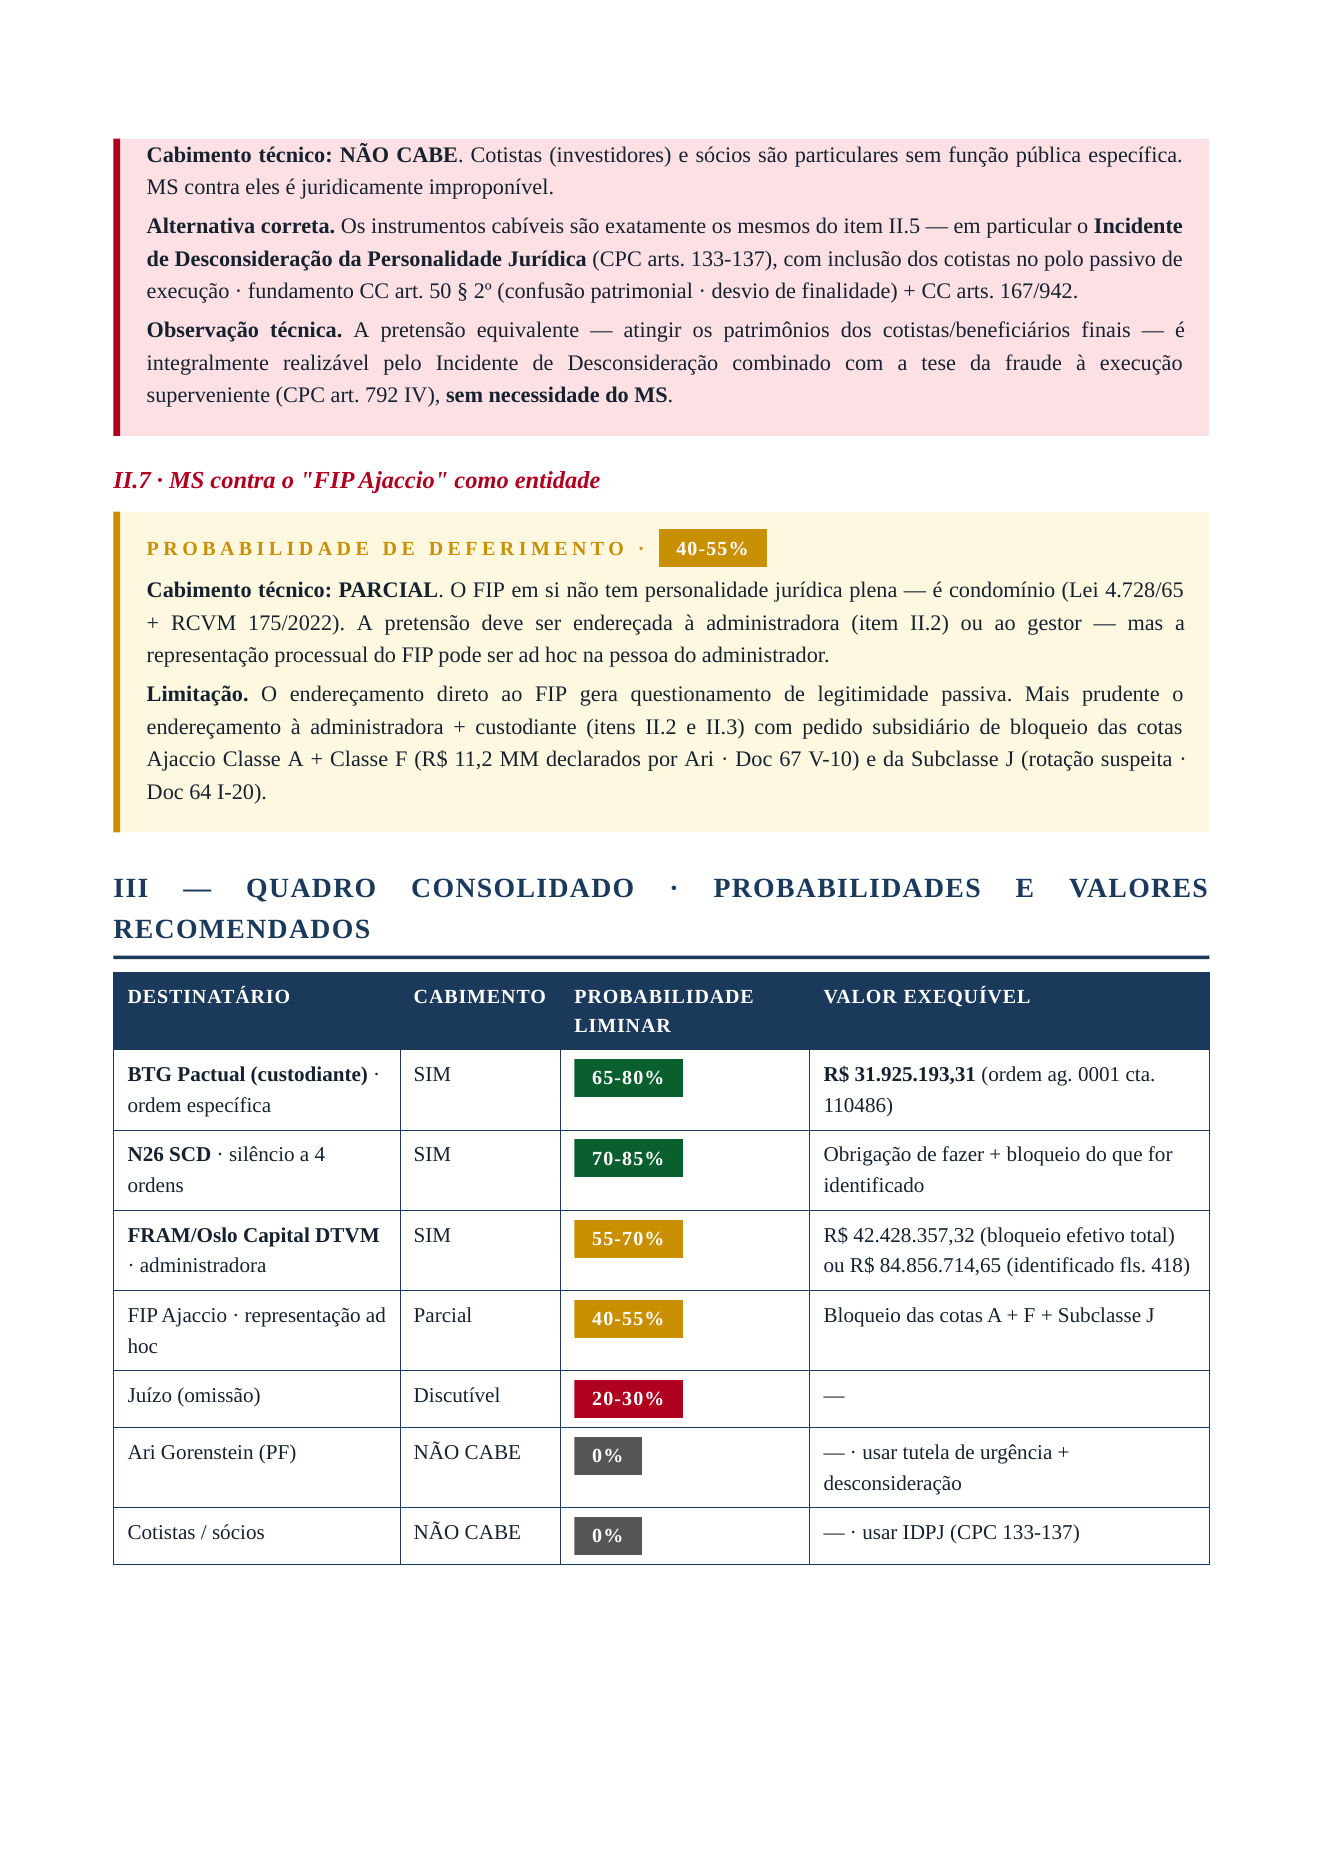 Cabimento técnico: NÃO CABE. Cotistas (investidores) e sócios são particulares sem função pública específica.
MS contra eles é juridicamente improponível.
Alternativa correta. Os instrumentos cabíveis são exatamente os mesmos do item II.5 — em particular o Incidente
de Desconsideração da Personalidade Jurídica (CPC arts. 133-137), com inclusão dos cotistas no polo passivo de
execução · fundamento CC art. 50 § 2º (confusão patrimonial · desvio de finalidade) + CC arts. 167/942.
Observação técnica. A pretensão equivalente — atingir os patrimônios dos cotistas/beneficiários finais — é
integralmente realizável pelo Incidente de Desconsideração combinado com a tese da fraude à execução
superveniente (CPC art. 792 IV), sem necessidade do MS.
II.7 · MS contra o "FIP Ajaccio" como entidade
PROBABILIDADE DE DEFERIMENTO · 40-55%
Cabimento técnico: PARCIAL. O FIP em si não tem personalidade jurídica plena — é condomínio (Lei 4.728/65
+ RCVM 175/2022). A pretensão deve ser endereçada à administradora (item II.2) ou ao gestor — mas a
representação processual do FIP pode ser ad hoc na pessoa do administrador.
Limitação. O endereçamento direto ao FIP gera questionamento de legitimidade passiva. Mais prudente o
endereçamento à administradora + custodiante (itens II.2 e II.3) com pedido subsidiário de bloqueio das cotas
Ajaccio Classe A + Classe F (R$ 11,2 MM declarados por Ari · Doc 67 V-10) e da Subclasse J (rotação suspeita ·
Doc 64 I-20).
III — QUADRO CONSOLIDADO · PROBABILIDADES E VALORES
RECOMENDADOS
DESTINATÁRIO CABIMENTO PROBABILIDADE LIMINAR VALOR EXEQUÍVEL
BTG Pactual (custodiante) ·
ordem específica
SIM
65-80%
R$ 31.925.193,31 (ordem ag. 0001 cta.
110486)
N26 SCD · silêncio a 4
ordens
SIM
70-85%
Obrigação de fazer + bloqueio do que for
identificado
FRAM/Oslo Capital DTVM
· administradora
SIM
55-70%
R$ 42.428.357,32 (bloqueio efetivo total)
ou R$ 84.856.714,65 (identificado fls. 418)
FIP Ajaccio · representação ad
hoc
Parcial
40-55%
Bloqueio das cotas A + F + Subclasse J
Juízo (omissão)
Discutível
20-30%
—
Ari Gorenstein (PF)
NÃO CABE
0%
— · usar tutela de urgência +
desconsideração
Cotistas / sócios
NÃO CABE
0%
— · usar IDPJ (CPC 133-137)